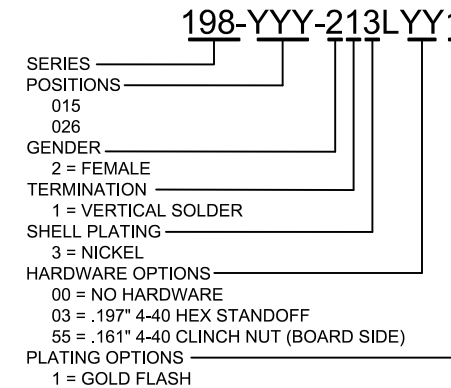 198-YYY-213LYY1
SERIES
POSITIONS
015
026
GENDER
2 = FEMALE
TERMINATION
1 = VERTICAL SOLDER
SHELL PLATING
3 = NICKEL
HARDWARE OPTIONS
00 = NO HARDWARE
03 = .197" 4-40 HEX STANDOFF
55 = .161" 4-40 CLINCH NUT (BOARD SIDE)
PLATING OPTIONS
1 = GOLD FLASH